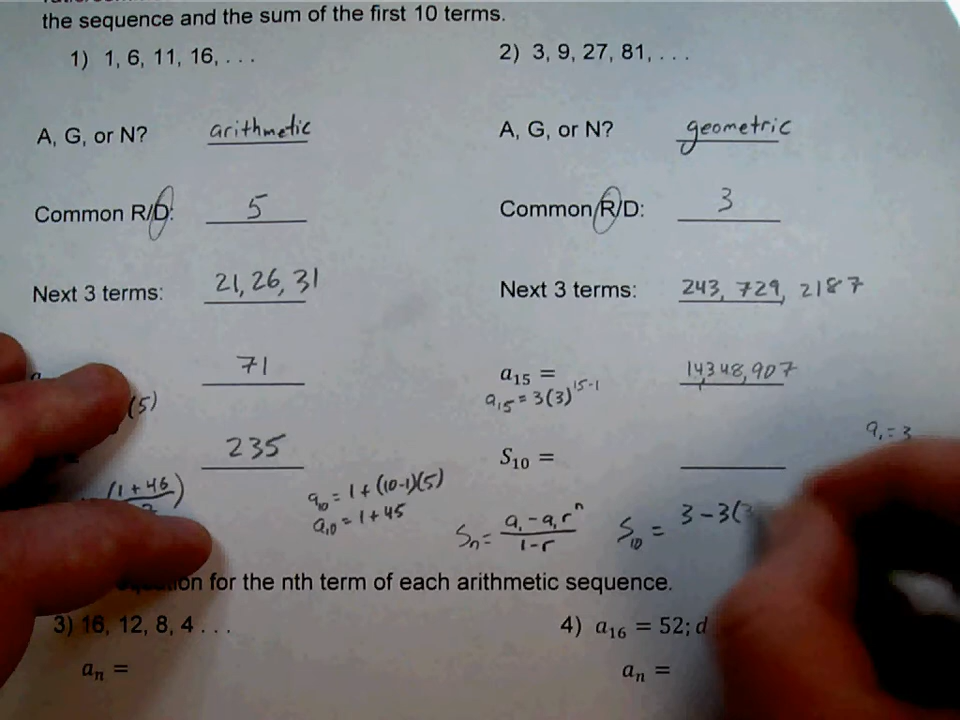 the sequence and the sum of the first 10 terms.
1) 1, 6, 11, 16, . . .
A, G, or N? arithmetic
Common R/D: 5
Next 3 terms: 21, 26, 31
71
(5)
235
(1 + 46)
a₁₀ = 1 + (10-1)(5)
a₁₀ = 1 + 45
2) 3, 9, 27, 81, . . .
A, G, or N? geometric
Common R/D: 3
Next 3 terms: 243, 729, 2187
a₁₅ = 14,348,907
a₁₅ = 3(3)¹⁵⁻¹
a₁ = 3
S₁₀ =
Sₙ = (a₁ - a₁rⁿ)/(1-r)
S₁₀ = 3 - 3(3
for the nth term of each arithmetic sequence.
3) 16, 12, 8, 4 . . .
aₙ =
4) a₁₆ = 52; d
aₙ =